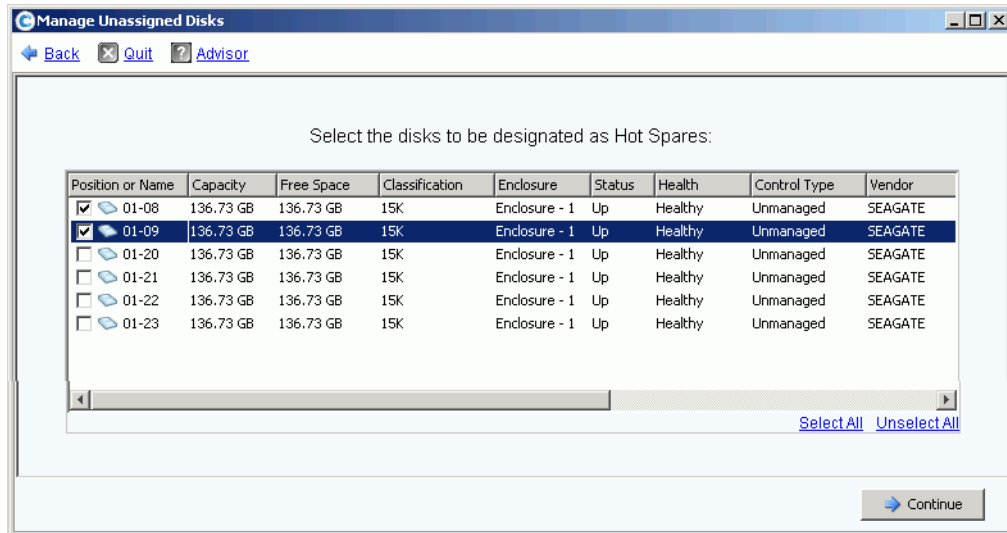 Manage Unassigned Disks
Back Quit ? Advisor
Select the disks to be designated as Hot Spares:
Position or Name Capacity Free Space Classification Enclosure Status Health Control Type Vendor
01-08 136.73 GB 136.73 GB 15K Enclosure - 1 Up Healthy Unmanaged SEAGATE
01-09 136.73 GB 136.73 GB 15K Enclosure - 1 Up Healthy Unmanaged SEAGATE
01-20 136.73 GB 136.73 GB 15K Enclosure - 1 Up Healthy Unmanaged SEAGATE
01-21 136.73 GB 136.73 GB 15K Enclosure - 1 Up Healthy Unmanaged SEAGATE
01-22 136.73 GB 136.73 GB 15K Enclosure - 1 Up Healthy Unmanaged SEAGATE
01-23 136.73 GB 136.73 GB 15K Enclosure - 1 Up Healthy Unmanaged SEAGATE
Select All Unselect All
Continue